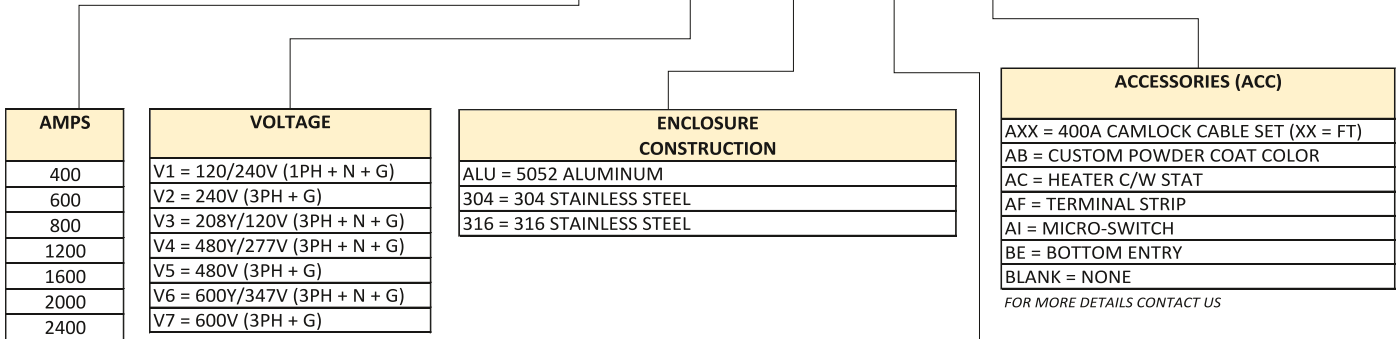 AMPS
400
600
800
1200
1600
2000
2400
VOLTAGE
V1 = 120/240V (1PH + N + G)
V2 = 240V (3PH + G)
V3 = 208Y/120V (3PH + N + G)
V4 = 480Y/277V (3PH + N + G)
V5 = 480V (3PH + G)
V6 = 600Y/347V (3PH + N + G)
V7 = 600V (3PH + G)
ENCLOSURE
CONSTRUCTION
ALU = 5052 ALUMINUM
304 = 304 STAINLESS STEEL
316 = 316 STAINLESS STEEL
ACCESSORIES (ACC)
AXX = 400A CAMLOCK CABLE SET (XX = FT)
AB = CUSTOM POWDER COAT COLOR
AC = HEATER C/W STAT
AF = TERMINAL STRIP
AI = MICRO-SWITCH
BE = BOTTOM ENTRY
BLANK = NONE
FOR MORE DETAILS CONTACT US